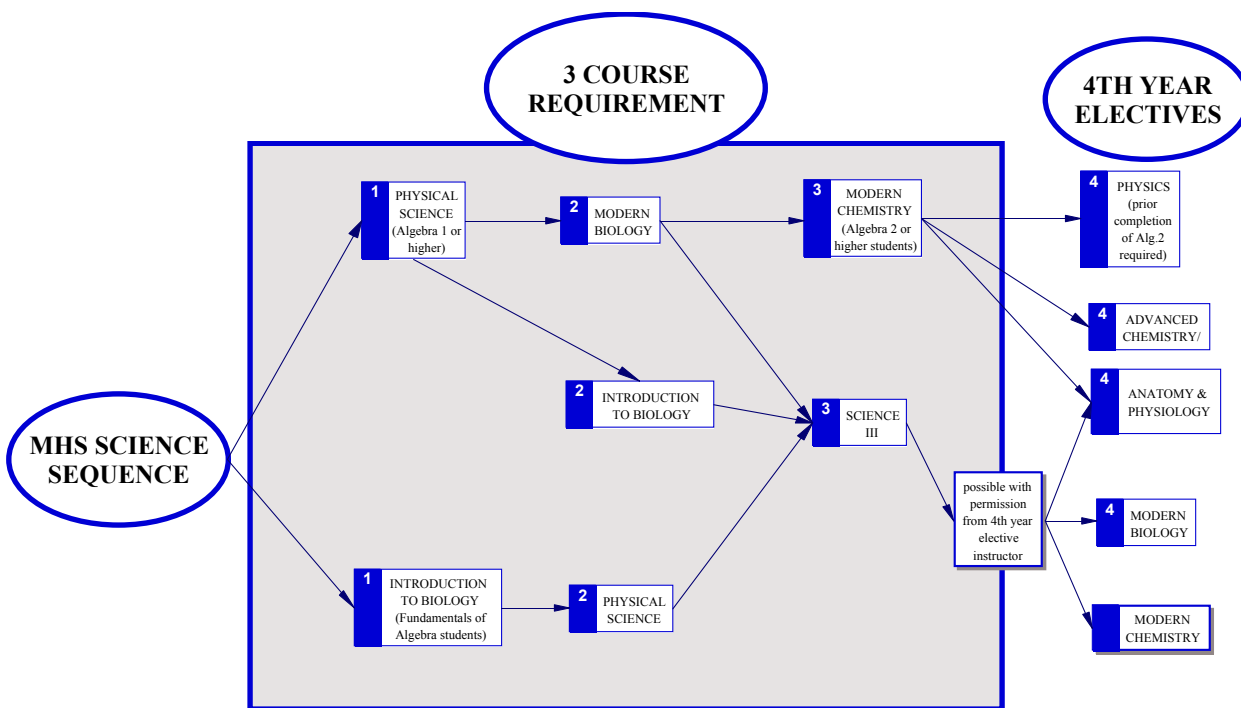 3 COURSE
REQUIREMENT
4TH YEAR
ELECTIVES
MHS SCIENCE
SEQUENCE
1
PHYSICAL
SCIENCE
(Algebra 1 or
higher)
2
MODERN
BIOLOGY
3
MODERN
CHEMISTRY
(Algebra 2 or
higher students)
4
PHYSICS
(prior
completion
of Alg.2
required)
4
ADVANCED
CHEMISTRY/
2
INTRODUCTION
TO BIOLOGY
3
SCIENCE
III
4
ANATOMY &
PHYSIOLOGY
possible with
permission
from 4th year
elective
instructor
4
MODERN
BIOLOGY
1
INTRODUCTION
TO BIOLOGY
(Fundamentals of
Algebra students)
2
PHYSICAL
SCIENCE
MODERN
CHEMISTRY